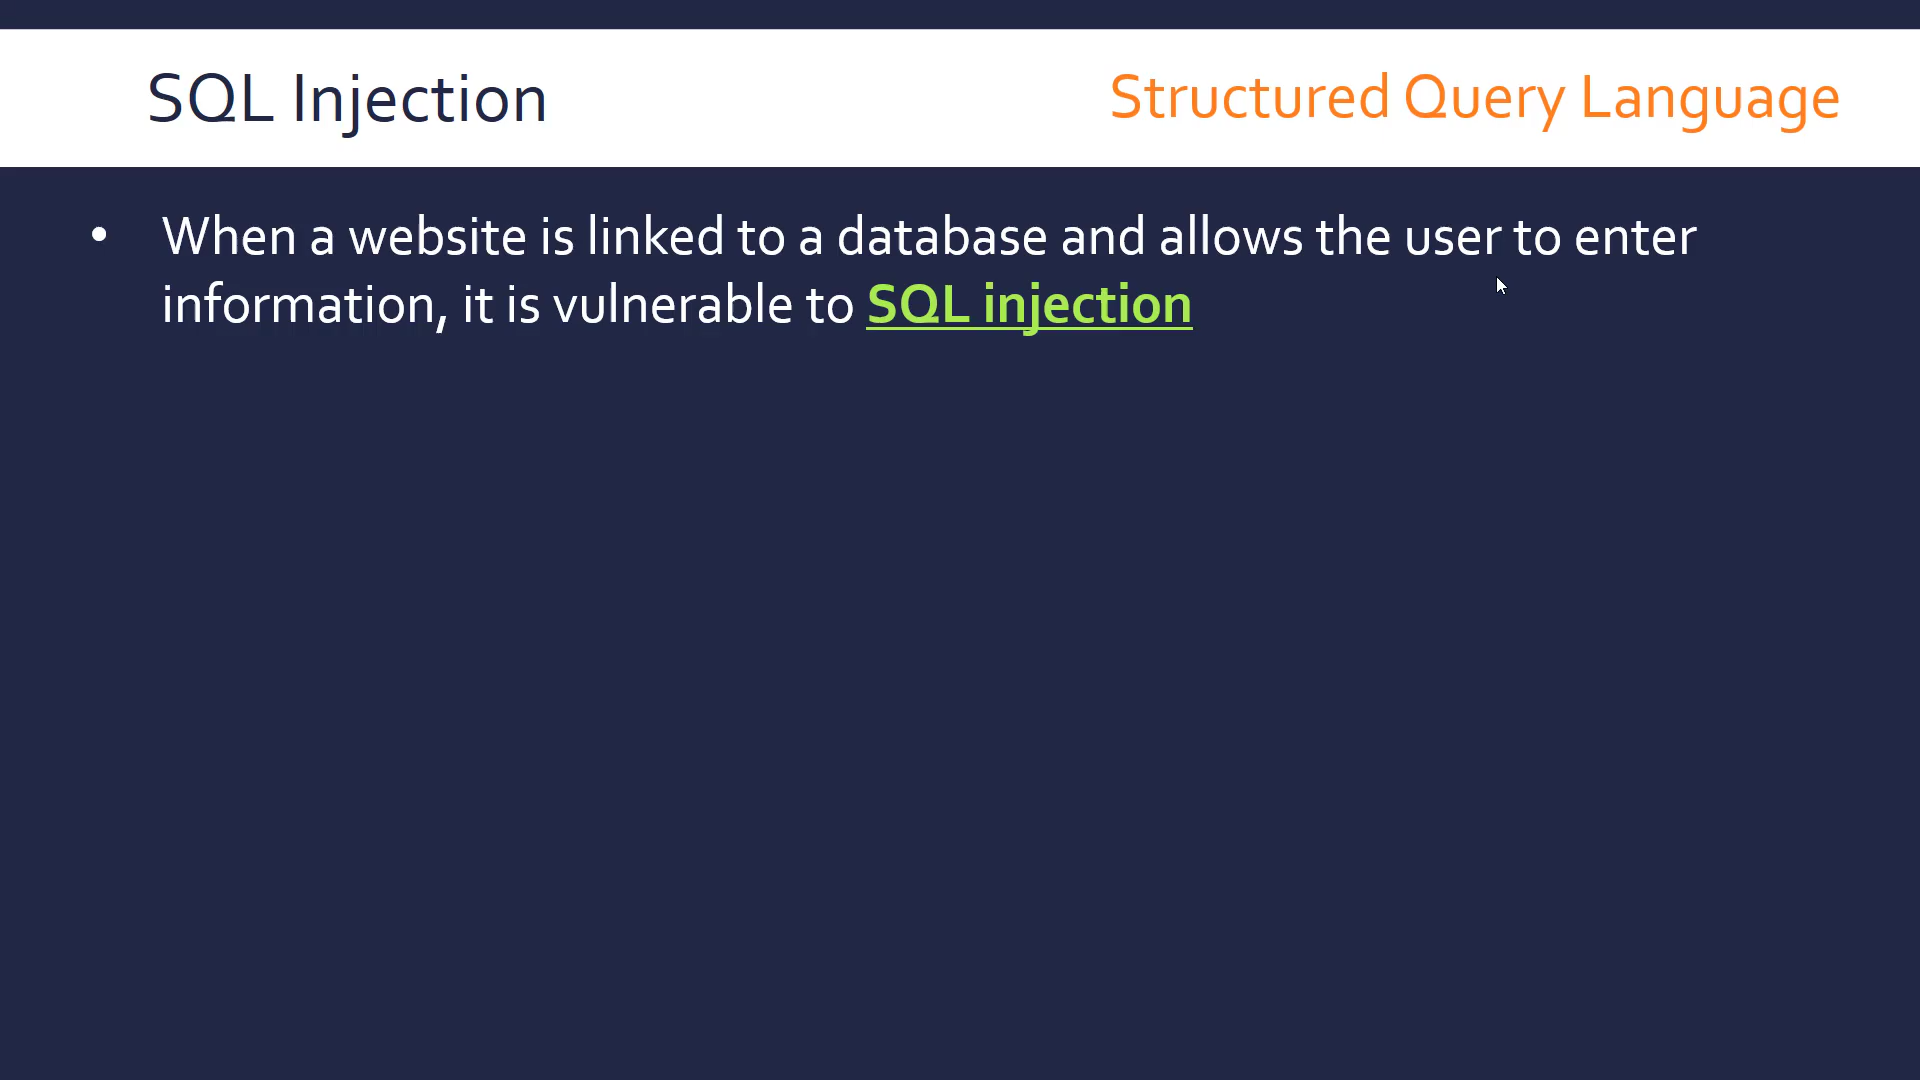 SQL Injection
Structured Query Language
• When a website is linked to a database and allows the user to enter
information, it is vulnerable to SQL injection